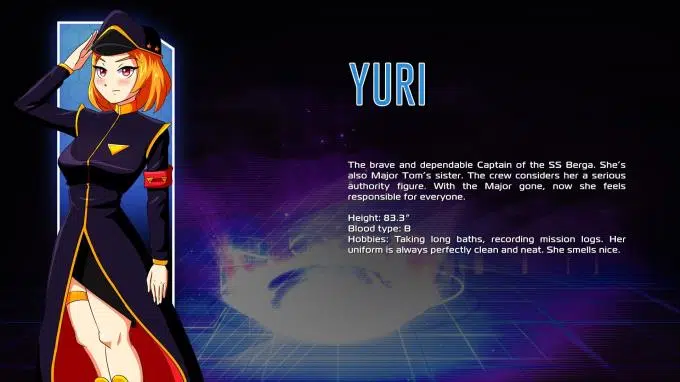 YURI
The brave and dependable Captain of the SS Berga. She's
also Major Tom's sister. The crew considers her a serious
authority figure. With the Major gone, now she feels
responsible for everyone.
Height: 83.3"
Blood type: B
Hobbies: Taking long baths, recording mission logs. Her
uniform is always perfectly clean and neat. She smells nice.